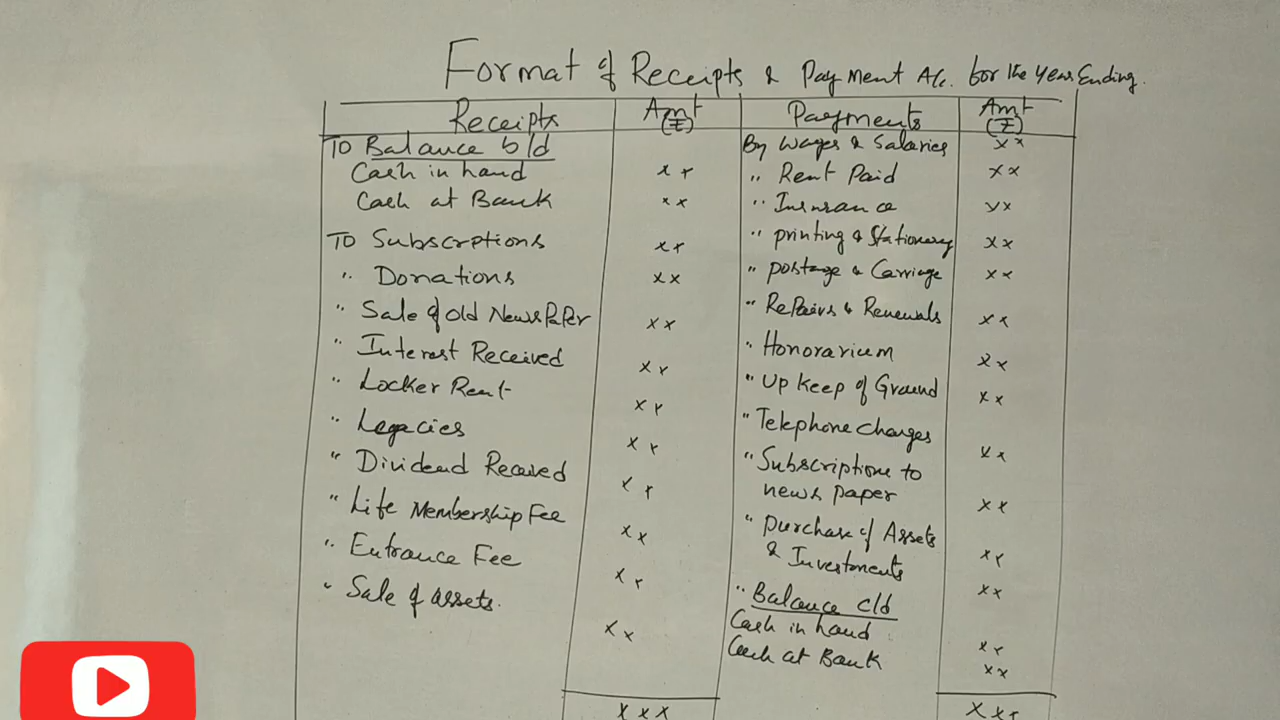 Format of Receipts & Payment A/c. for the Year Ending.
Receipts Amt (₹) Payments Amt (₹)
To Balance b/d By Wages & Salaries xx
Cash in hand xx " Rent Paid xx
Cash at Bank xx " Insurance xx
To Subscrptions xx " printing & Stationery xx
" Donations xx " postage & Carriage xx
" Sale of old News Paper xx " Repairs & Renewals xx
" Interest Received xx " Honorarium xx
" Locker Rent xx " Up keep of Ground xx
" Legacies xx " Telephone charges xx
" Dividend Received xx " Subscriptions to
news paper xx
" Life Membership Fee xx " purchase of Assets
& Investments xx
" Entrance Fee xx " Balance c/d xx
" Sale of assets. xx Cash in hand xx
Cash at Bank xx
xxx xxx